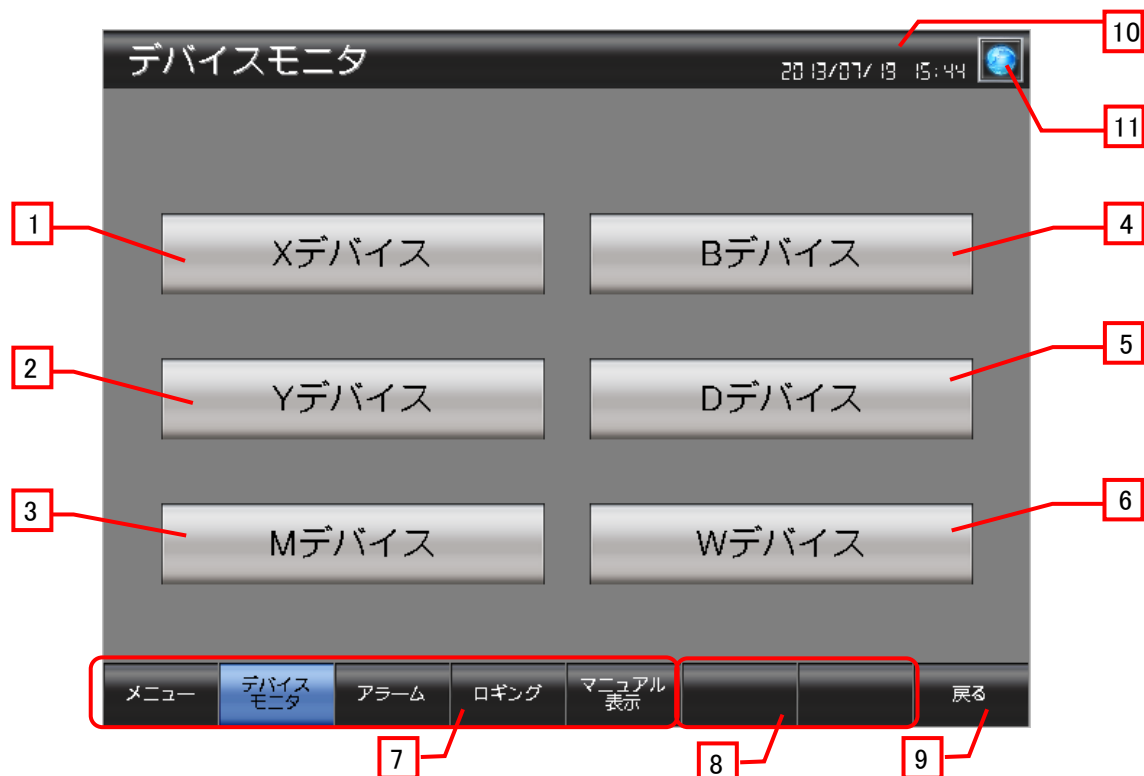 10
デバイスモニタ
2013/07/19 15:44
11
1
Xデバイス
Bデバイス
4
2
Yデバイス
Dデバイス
5
3
Mデバイス
Wデバイス
6
メニュー
デバイス
モニタ
アラーム
ロギング
マニュアル
表示
戻る
7
8
9